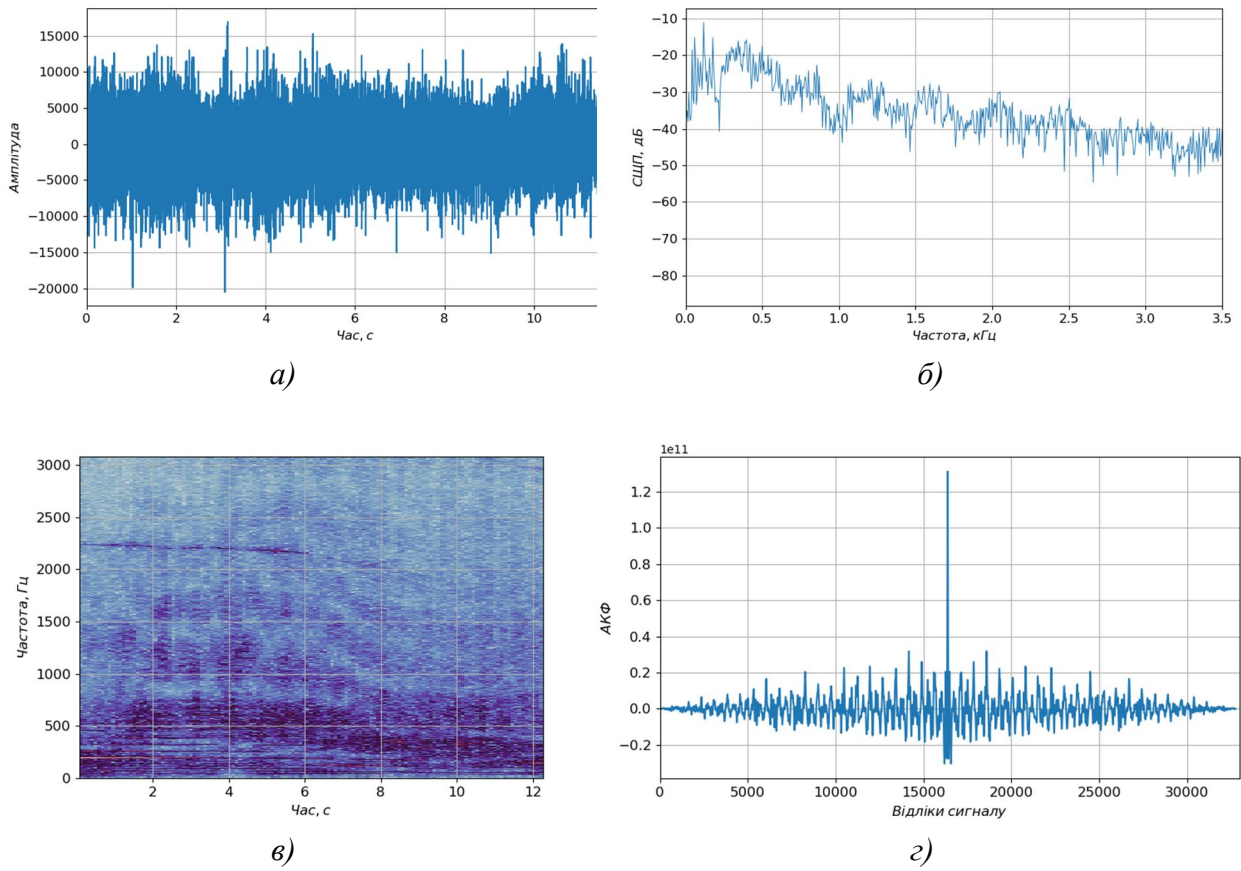 15000
10000
5000
0
−5000
−10000
−15000
−20000
Амплітуда
0 2 4 6 8 10
Час, с
а)
−10
−20
−30
−40
−50
−60
−70
−80
СЩП, дБ
0.0 0.5 1.0 1.5 2.0 2.5 3.0 3.5
Частота, кГц
б)
3000
2500
2000
1500
1000
500
0
Частота, Гц
2 4 6 8 10 12
Час, с
в)
1e11
1.2
1.0
0.8
0.6
0.4
0.2
0.0
−0.2
АКФ
0 5000 10000 15000 20000 25000 30000
Відліки сигналу
г)